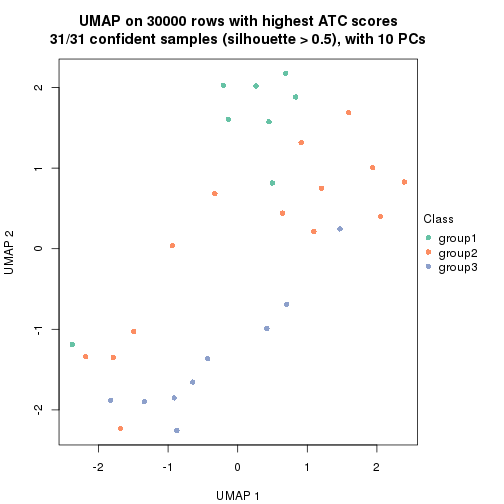 UMAP on 30000 rows with highest ATC scores
31/31 confident samples (silhouette > 0.5), with 10 PCs
2
1
0
-1
-2
UMAP 2
-2
-1
0
1
2
UMAP 1
Class
group1
group2
group3